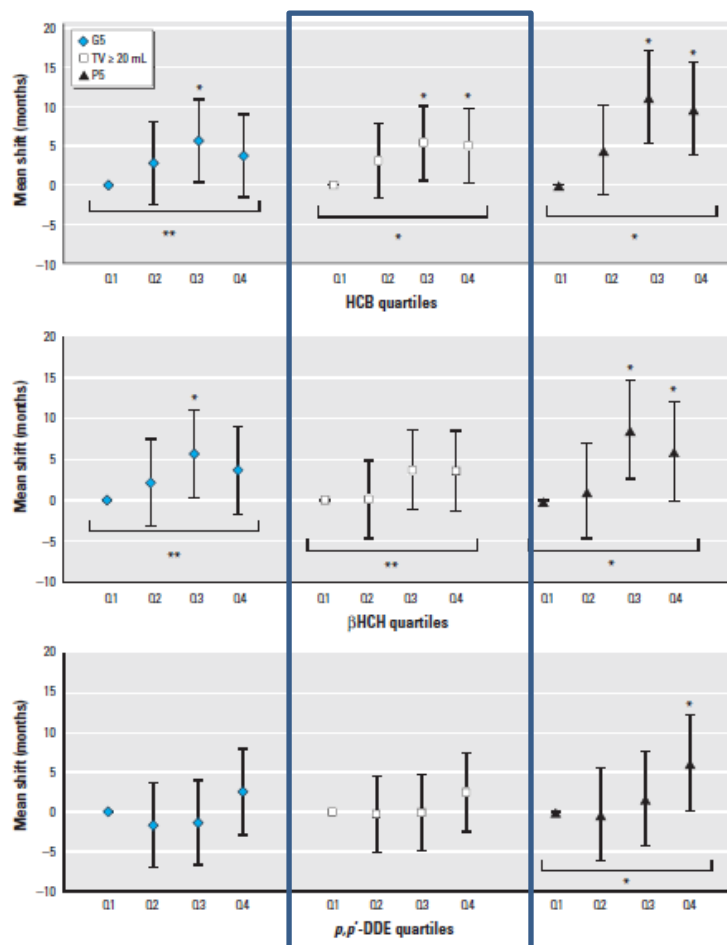 20
G5
TV ≥ 20 mL
P5
15
10
5
0
−5
−10
Mean shift (months)
* * * * *
** * *
Q1 Q2 Q3 Q4 Q1 Q2 Q3 Q4 Q1 Q2 Q3 Q4
HCB quartiles
20
15
10
5
0
−5
−10
Mean shift (months)
* * *
** ** *
Q1 Q2 Q3 Q4 Q1 Q2 Q3 Q4 Q1 Q2 Q3 Q4
βHCH quartiles
20
15
10
5
0
−5
−10
Mean shift (months)
*
*
Q1 Q2 Q3 Q4 Q1 Q2 Q3 Q4 Q1 Q2 Q3 Q4
p,p′-DDE quartiles